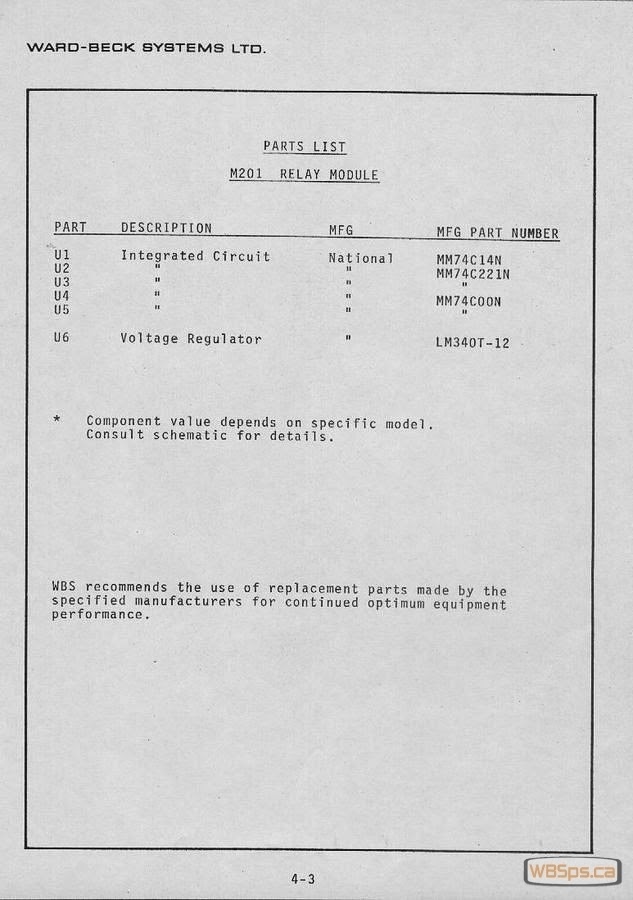 WARD-BECK SYSTEMS LTD.
PARTS LIST
M201 RELAY MODULE
PART DESCRIPTION MFG MFG PART NUMBER
U1 Integrated Circuit National MM74C14N
U2 " " MM74C221N
U3 " " "
U4 " " MM74C00N
U5 " " "
U6 Voltage Regulator " LM340T-12
* Component value depends on specific model.
Consult schematic for details.
WBS recommends the use of replacement parts made by the
specified manufacturers for continued optimum equipment
performance.
4-3
WBSps.ca